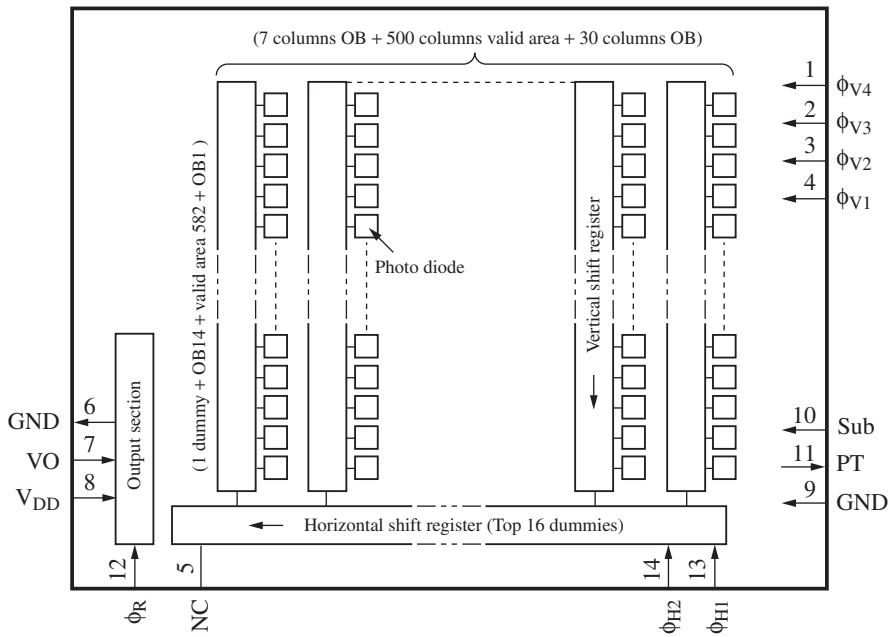 (7 columns OB + 500 columns valid area + 30 columns OB)
1
ϕV4
2
ϕV3
3
ϕV2
4
ϕV1
(1 dummy + OB14 + valid area 582 + OB1)
Photo diode
Vertical shift register
Output section
6
GND
7
VO
8
VDD
10
Sub
11
PT
9
GND
Horizontal shift register (Top 16 dummies)
12
ϕR
5
NC
14
ϕH2
13
ϕH1